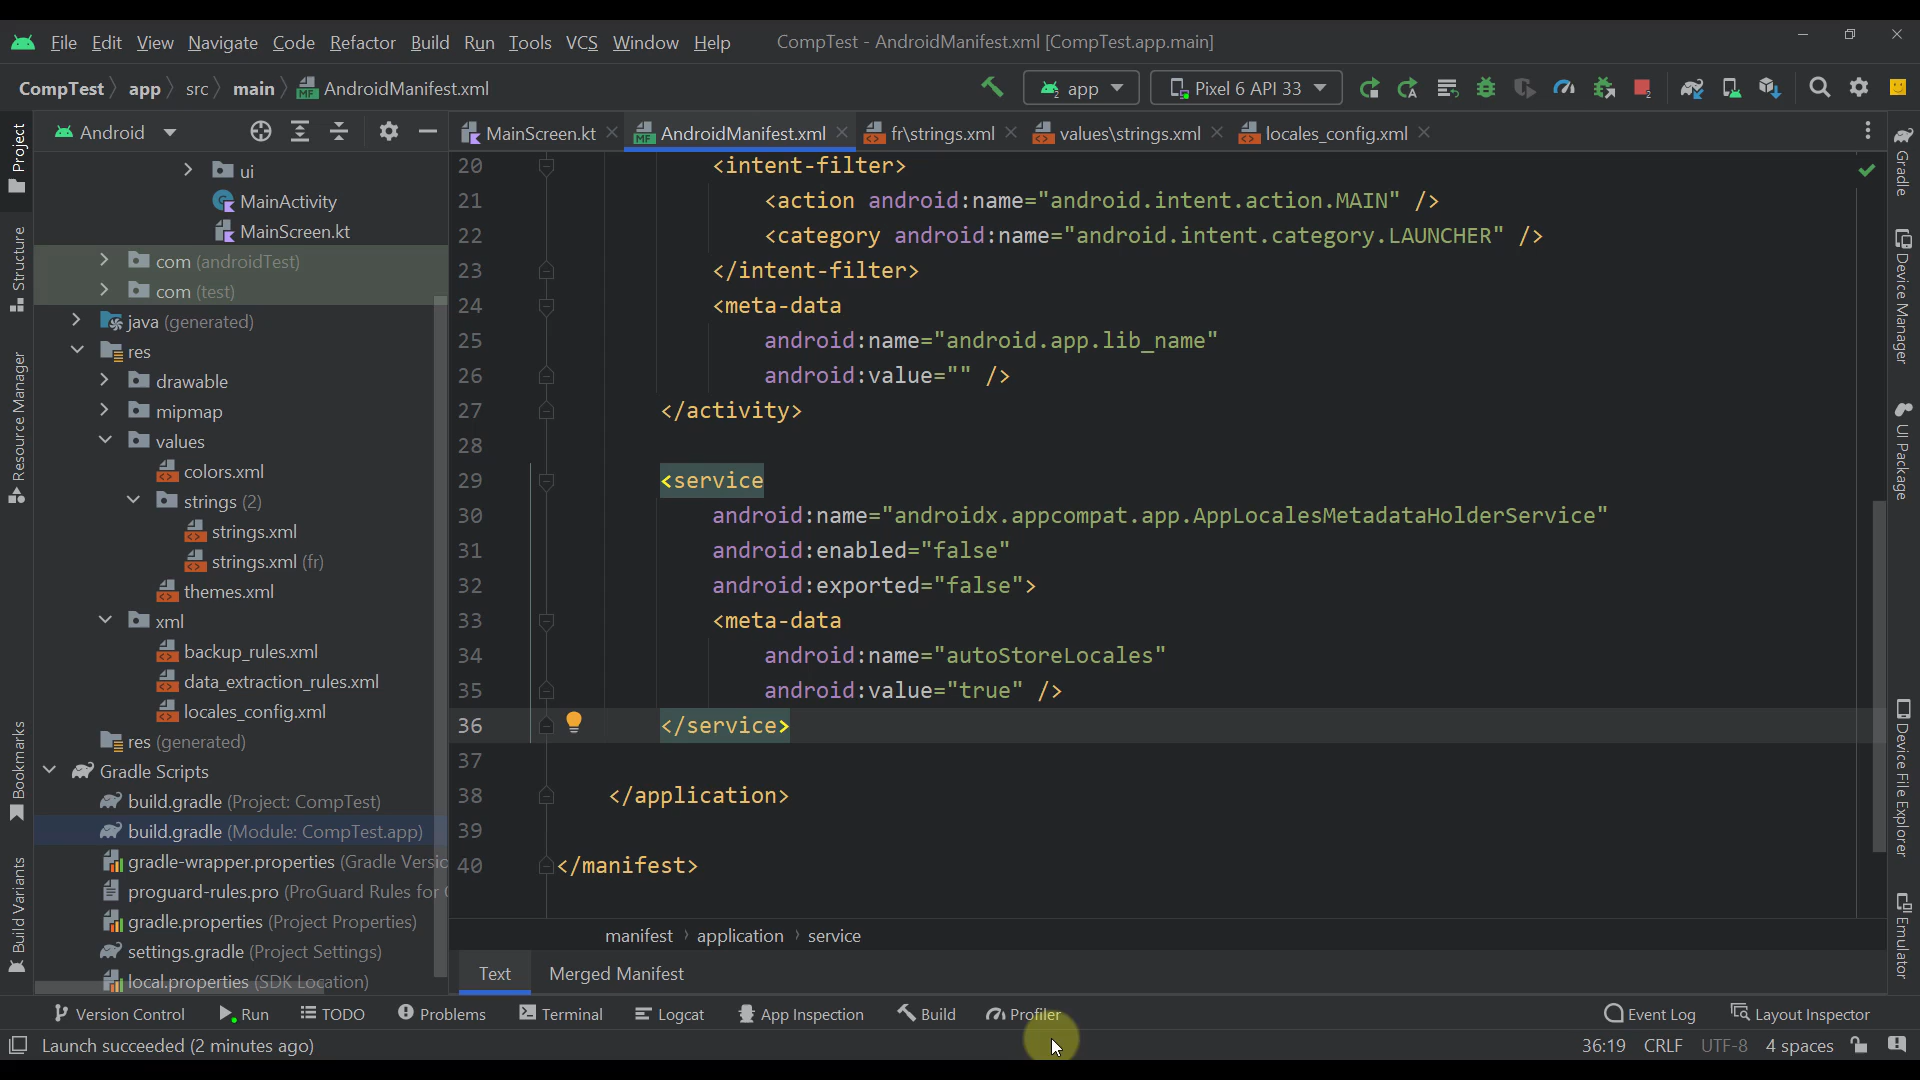 File Edit View Navigate Code Refactor Build Run Tools VCS Window Help CompTest - AndroidManifest.xml [CompTest.app.main]
CompTest app src main AndroidManifest.xml app Pixel 6 API 33
Android MainScreen.kt AndroidManifest.xml fr\strings.xml values\strings.xml locales_config.xml
Project
Structure
Resource Manager
Bookmarks
Build Variants
ui
MainActivity
MainScreen.kt
com (androidTest)
com (test)
java (generated)
res
drawable
mipmap
values
colors.xml
strings (2)
strings.xml
strings.xml (fr)
themes.xml
xml
backup_rules.xml
data_extraction_rules.xml
locales_config.xml
res (generated)
Gradle Scripts
build.gradle (Project: CompTest)
build.gradle (Module: CompTest.app)
gradle-wrapper.properties (Gradle Versic
proguard-rules.pro (ProGuard Rules for
gradle.properties (Project Properties)
settings.gradle (Project Settings)
local.properties (SDK Location)
20 <intent-filter>
21 <action android:name="android.intent.action.MAIN" />
22 <category android:name="android.intent.category.LAUNCHER" />
23 </intent-filter>
24 <meta-data
25 android:name="android.app.lib_name"
26 android:value="" />
27 </activity>
28
29 <service
30 android:name="androidx.appcompat.app.AppLocalesMetadataHolderService"
31 android:enabled="false"
32 android:exported="false">
33 <meta-data
34 android:name="autoStoreLocales"
35 android:value="true" />
36 </service>
37
38 </application>
39
40 </manifest>
manifest application service
Text Merged Manifest
Gradle
Device Manager
UI Package
Device File Explorer
Emulator
Version Control Run TODO Problems Terminal Logcat App Inspection Build Profiler Event Log Layout Inspector
Launch succeeded (2 minutes ago) 36:19 CRLF UTF-8 4 spaces